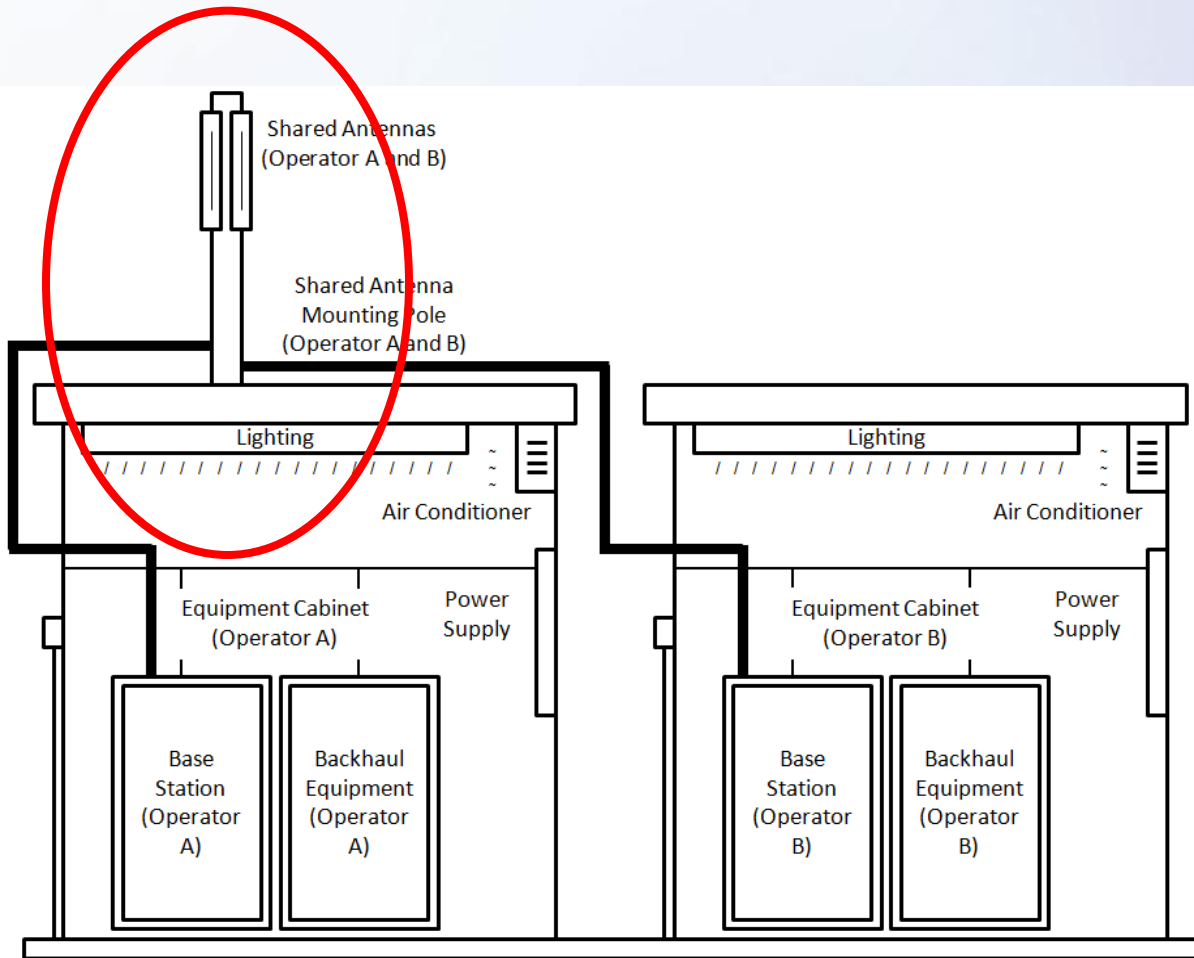 Shared Antennas
(Operator A and B)
Shared Antenna
Mounting Pole
(Operator A and B)
Lighting
Air Conditioner
Equipment Cabinet
(Operator A)
Power
Supply
Base
Station
(Operator
A)
Backhaul
Equipment
(Operator
A)
Lighting
Air Conditioner
Equipment Cabinet
(Operator B)
Power
Supply
Base
Station
(Operator
B)
Backhaul
Equipment
(Operator
B)